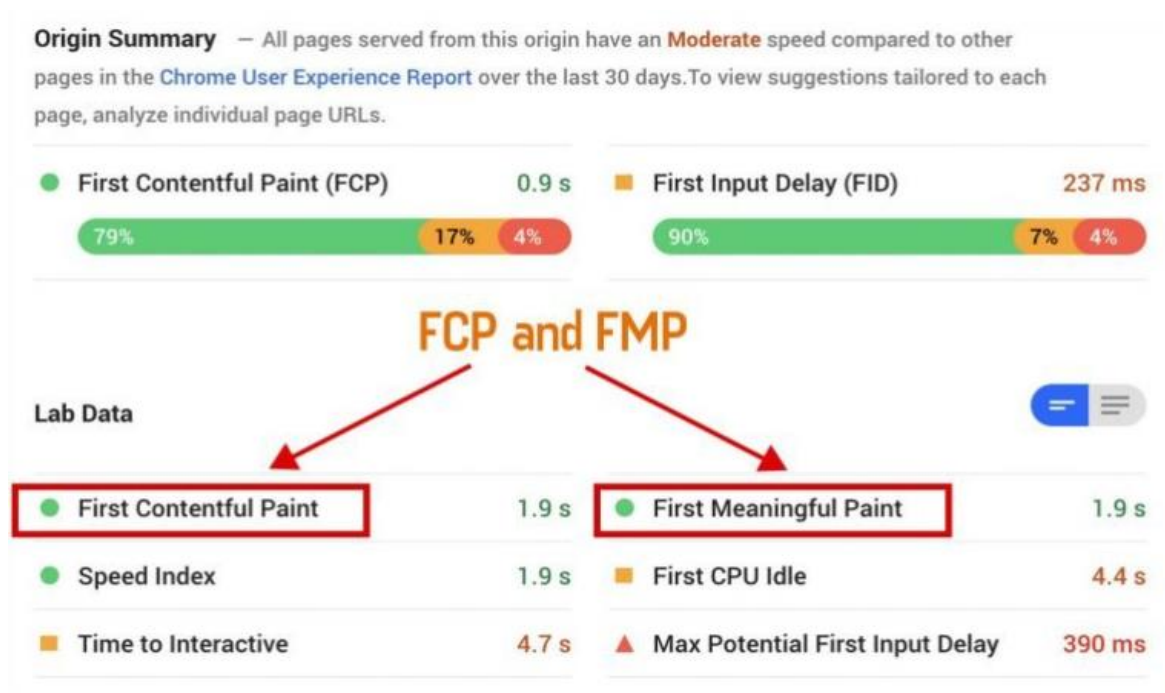 Origin Summary — All pages served from this origin have an Moderate speed compared to other
pages in the Chrome User Experience Report over the last 30 days.To view suggestions tailored to each
page, analyze individual page URLs.
First Contentful Paint (FCP) 0.9 s
79% 17% 4%
First Input Delay (FID) 237 ms
90% 7% 4%
FCP and FMP
Lab Data
First Contentful Paint 1.9 s
First Meaningful Paint 1.9 s
Speed Index 1.9 s
First CPU Idle 4.4 s
Time to Interactive 4.7 s
Max Potential First Input Delay 390 ms